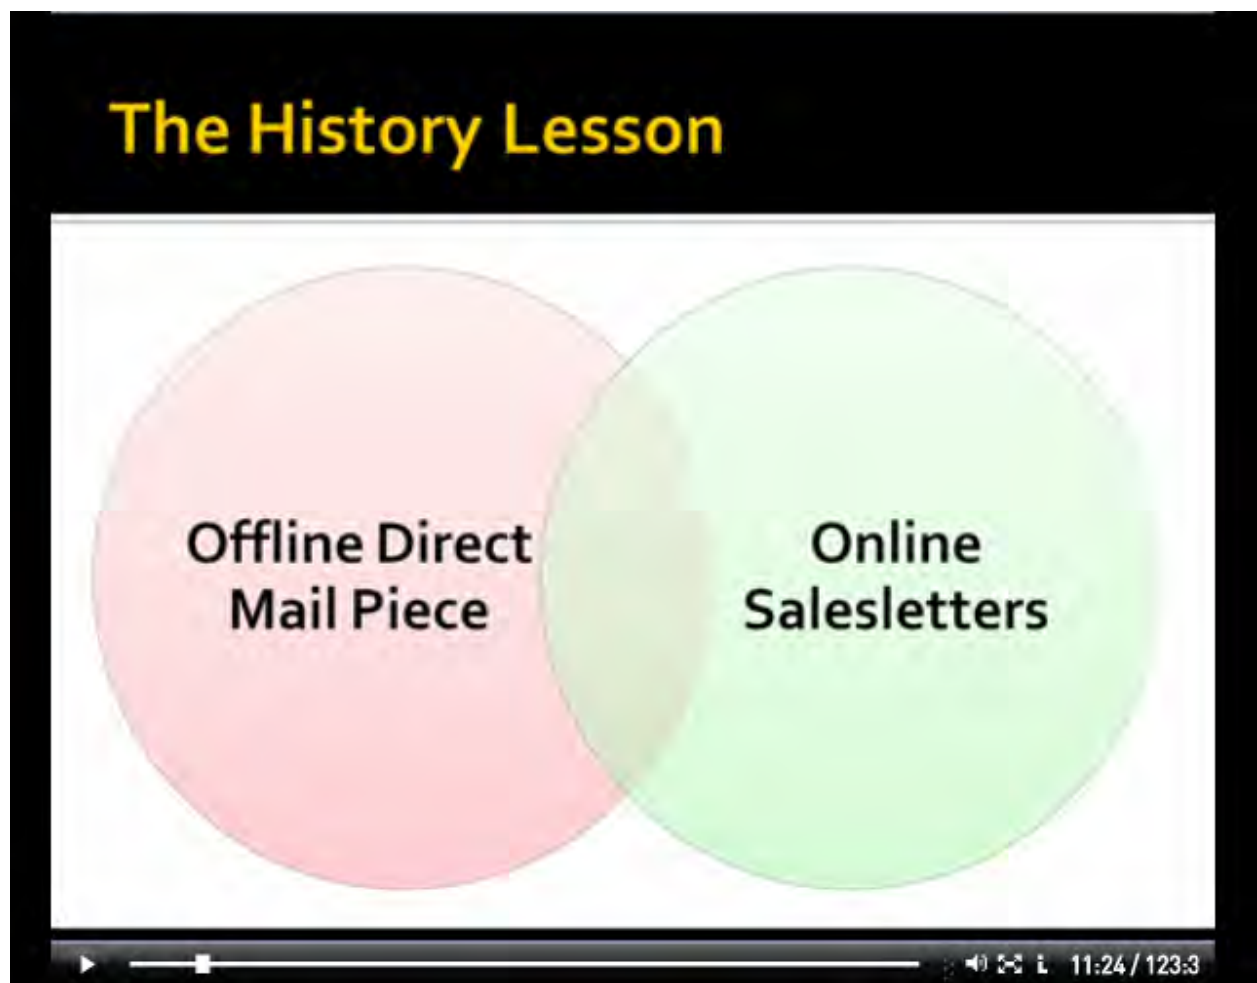 The History Lesson
Offline Direct
Mail Piece
Online
Salesletters
11:24 / 123:3